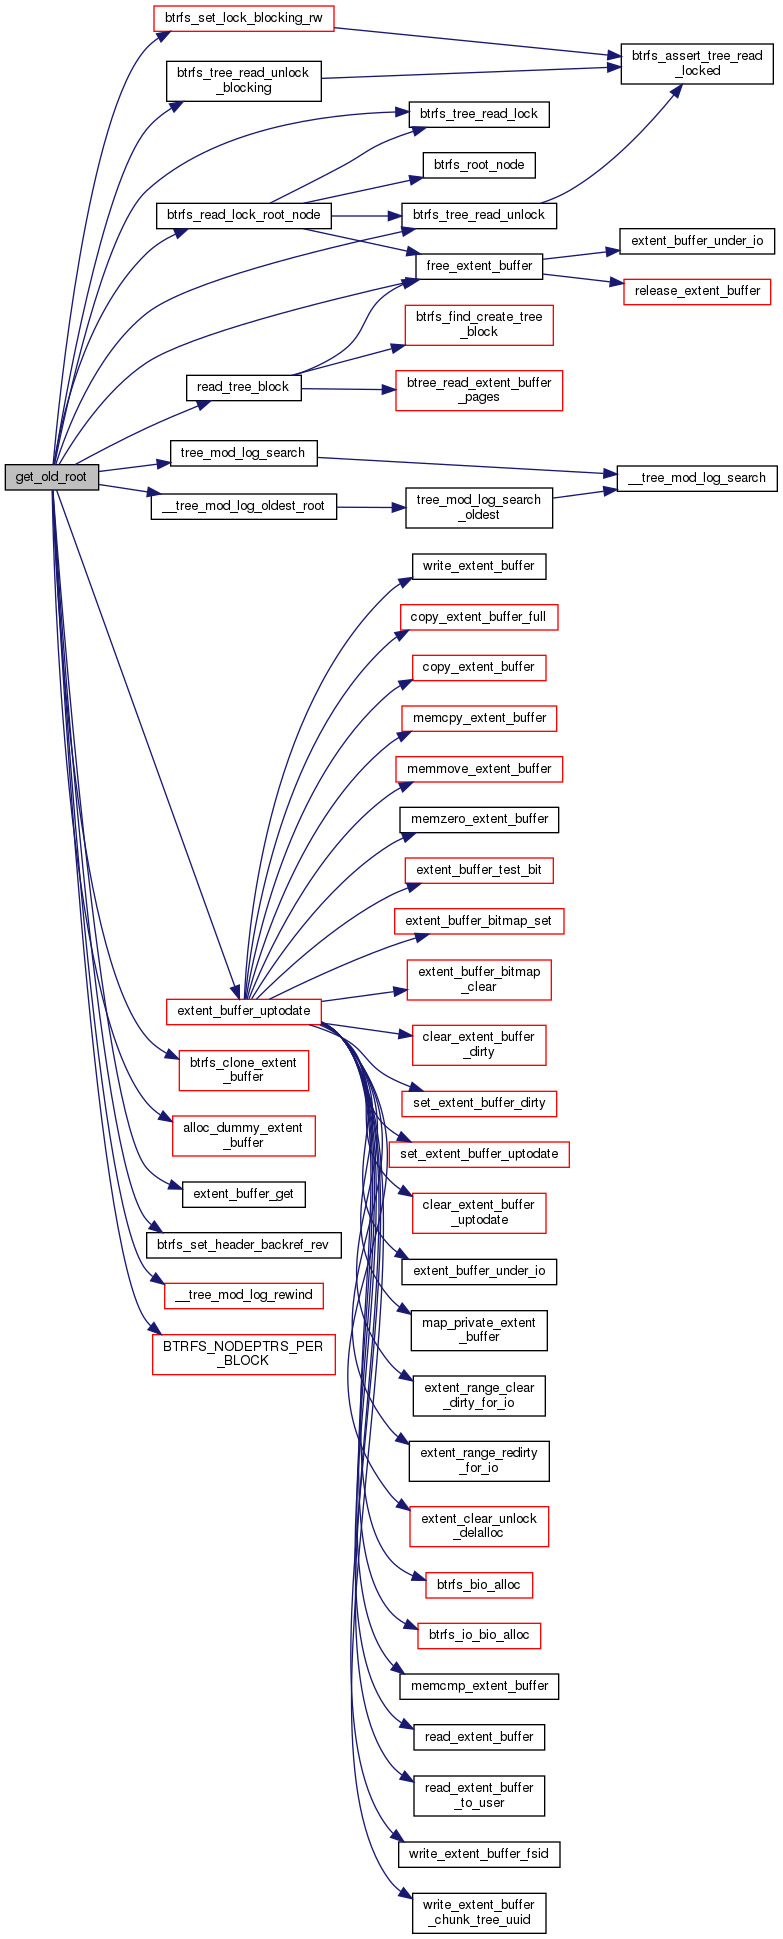 btrfs_set_lock_blocking_rw
btrfs_assert_tree_read
_locked
btrfs_tree_read_unlock
_blocking
btrfs_tree_read_lock
btrfs_root_node
btrfs_read_lock_root_node
btrfs_tree_read_unlock
extent_buffer_under_io
free_extent_buffer
release_extent_buffer
btrfs_find_create_tree
_block
read_tree_block
btree_read_extent_buffer
_pages
tree_mod_log_search
get_old_root
__tree_mod_log_search
__tree_mod_log_oldest_root
tree_mod_log_search
_oldest
write_extent_buffer
copy_extent_buffer_full
copy_extent_buffer
memcpy_extent_buffer
memmove_extent_buffer
memzero_extent_buffer
extent_buffer_test_bit
extent_buffer_bitmap_set
extent_buffer_bitmap
_clear
extent_buffer_uptodate
clear_extent_buffer
_dirty
btrfs_clone_extent
_buffer
set_extent_buffer_dirty
alloc_dummy_extent
_buffer
set_extent_buffer_uptodate
extent_buffer_get
clear_extent_buffer
_uptodate
btrfs_set_header_backref_rev
extent_buffer_under_io
__tree_mod_log_rewind
map_private_extent
_buffer
BTRFS_NODEPTRS_PER
_BLOCK
extent_range_clear
_dirty_for_io
extent_range_redirty
_for_io
extent_clear_unlock
_delalloc
btrfs_bio_alloc
btrfs_io_bio_alloc
memcmp_extent_buffer
read_extent_buffer
read_extent_buffer
_to_user
write_extent_buffer_fsid
write_extent_buffer
_chunk_tree_uuid